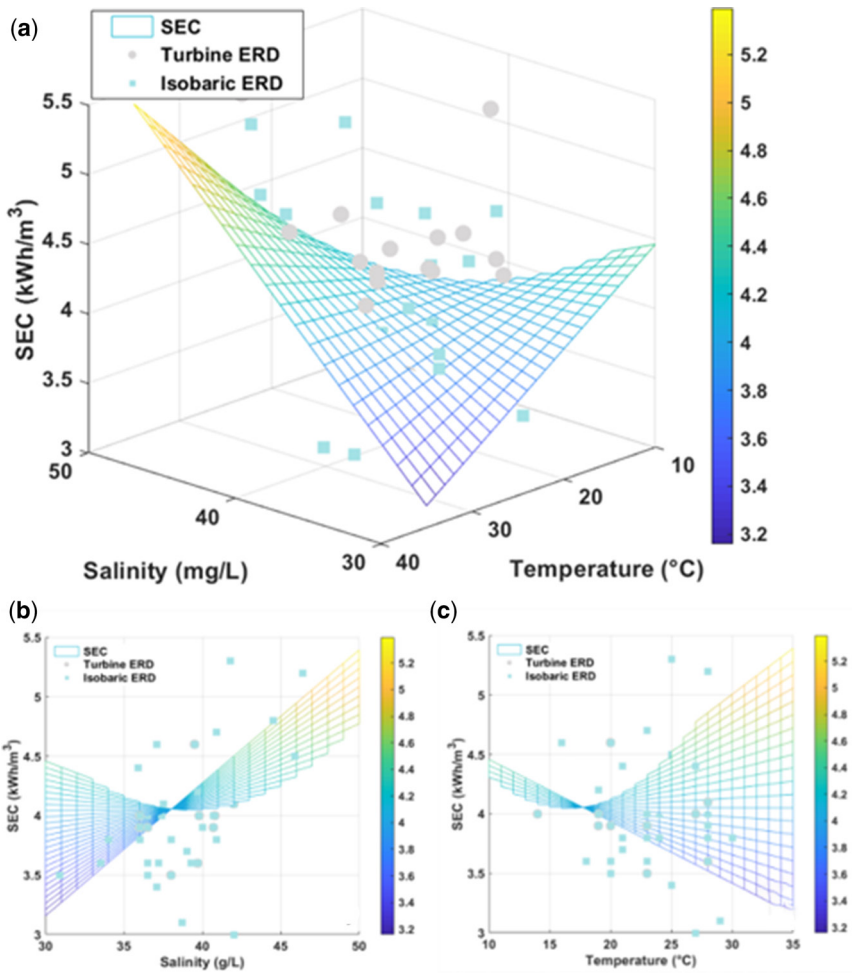 (a)
SEC
Turbine ERD
Isobaric ERD
5.5
5
4.5
4
3.5
3
SEC (kWh/m³)
50
40
30
Salinity (mg/L)
40
30
20
10
Temperature (°C)
5.2
5
4.8
4.6
4.4
4.2
4
3.8
3.6
3.4
3.2
(b)
SEC
Turbine ERD
Isobaric ERD
5.5
5
4.5
4
3.5
3
SEC (kWh/m³)
30 35 40 45 50
Salinity (g/L)
5.2
5
4.8
4.6
4.4
4.2
4
3.8
3.6
3.4
3.2
(c)
SEC
Turbine ERD
Isobaric ERD
5.5
5
4.5
4
3.5
3
SEC (kWh/m³)
10 15 20 25 30 35
Temperature (°C)
5.2
5
4.8
4.6
4.4
4.2
4
3.8
3.6
3.4
3.2